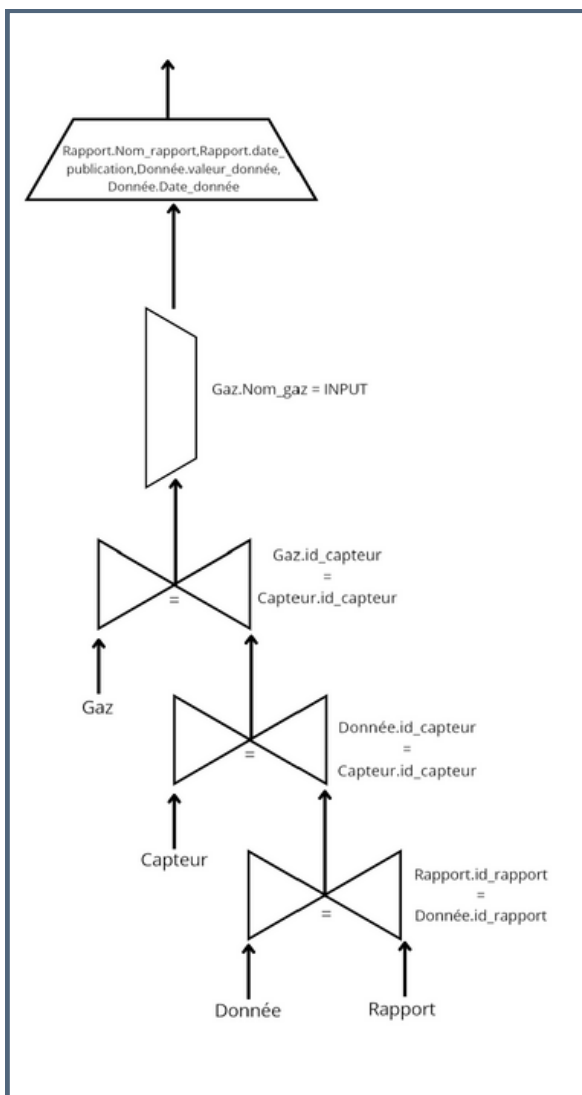 Rapport.Nom_rapport,Rapport.date_
publication,Donnée.valeur_donnée,
Donnée.Date_donnée
Gaz.Nom_gaz = INPUT
Gaz.id_capteur
=
Capteur.id_capteur
=
Gaz
Donnée.id_capteur
=
Capteur.id_capteur
=
Capteur
Rapport.id_rapport
=
Donnée.id_rapport
=
Donnée
Rapport